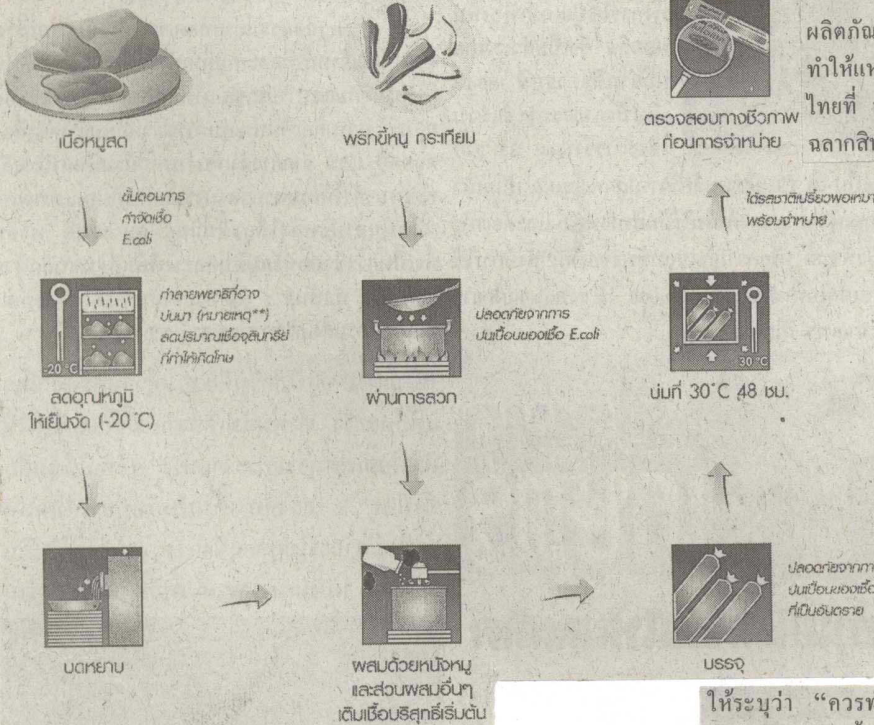 เนื้อหมูสด
พริกขี้หนู กระเทียม
ตรวจสอบทางชีวภาพ
ก่อนการจำหน่าย
ผลิตภัณ
ทำให้แห
ไทยที่
ฉลากสิน
ขั้นตอนการ
กำจัดเชื้อ
E.coli
ได้รสชาติเปรี้ยวพอเหมา
พร้อมจำหน่าย
-20 °C
ทำลายพยาธิที่อาจ
ปนมา (หมายเหตุ**)
ลดปริมาณเชื้อจุลินทรีย์
ที่ทำให้เกิดโทษ
ปลอดภัยจากการ
ปนเปื้อนของเชื้อ E.coli
30 °C
ลดอุณหภูมิ
ให้เย็นจัด (-20 °C)
ผ่านการลวก
บ่มที่ 30 °C 48 ชม.
ปลอดภัยจากกา
ปนเปื้อนของเชื้อ
ที่เป็นอันตราย
บดหยาบ
ผสมด้วยหนังหมู
และส่วนผสมอื่นๆ
เติมเชื้อบริสุทธิ์เริ่มต้น
บรรจุ
ให้ระบุว่า “ควรท